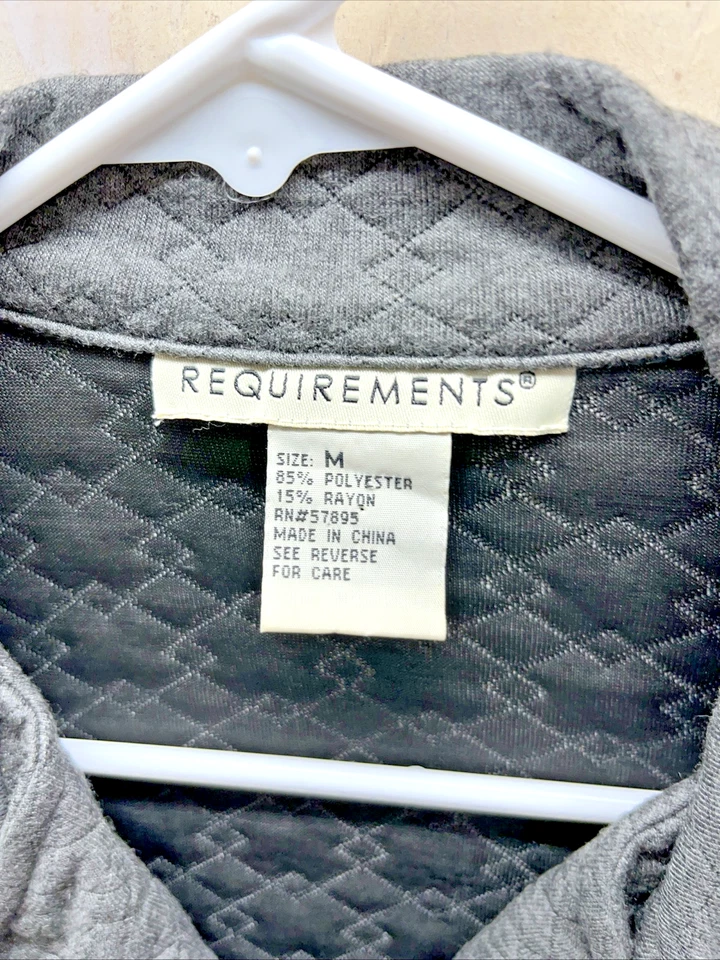 REQUIREMENTS®
SIZE: M
85% POLYESTER
15% RAYON
RN#57895
MADE IN CHINA
SEE REVERSE
FOR CARE